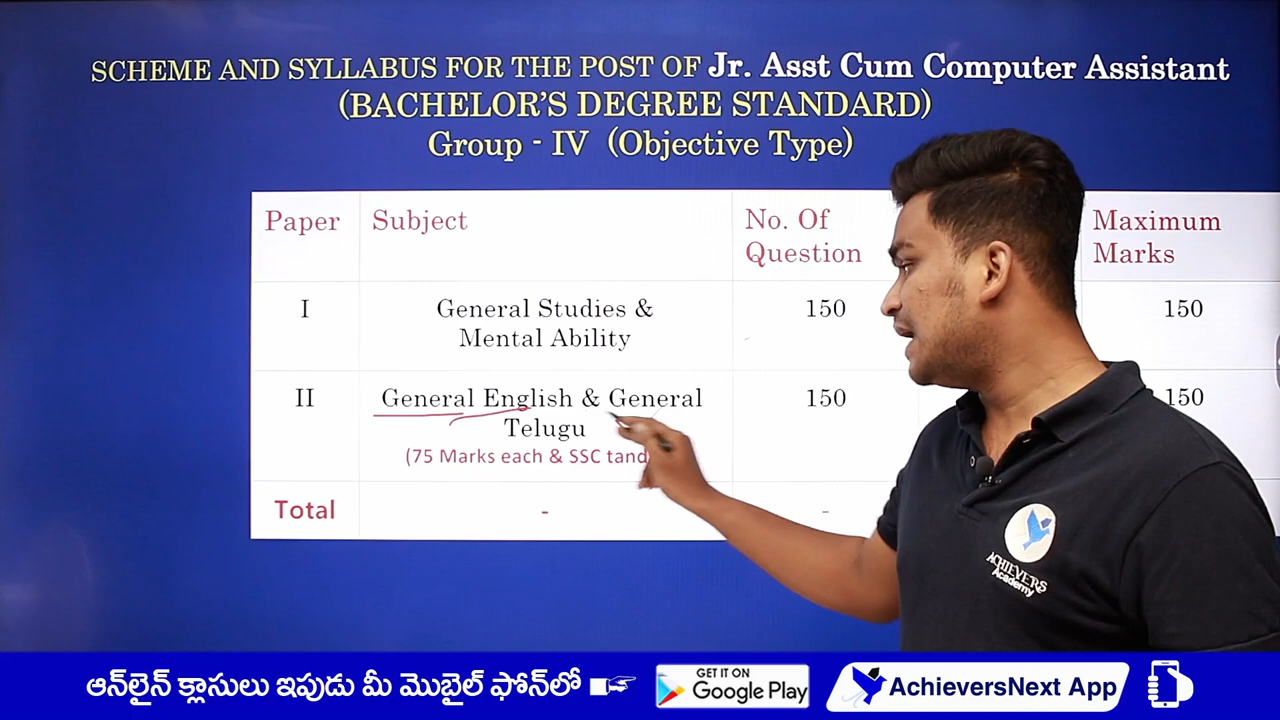 SCHEME AND SYLLABUS FOR THE POST OF Jr. Asst Cum Computer Assistant
(BACHELOR'S DEGREE STANDARD)
Group - IV (Objective Type)
Paper Subject No. Of Question Maximum Marks
I General Studies & Mental Ability 150 150
II General English & General Telugu 150 150
(75 Marks each & SSC tand
Total - -
ACHIEVERS
Academy
ఆన్‌లైన్ క్లాసులు ఇపుడు మీ మొబైల్ ఫోన్‌లో
GET IT ON
Google Play
AchieversNext App